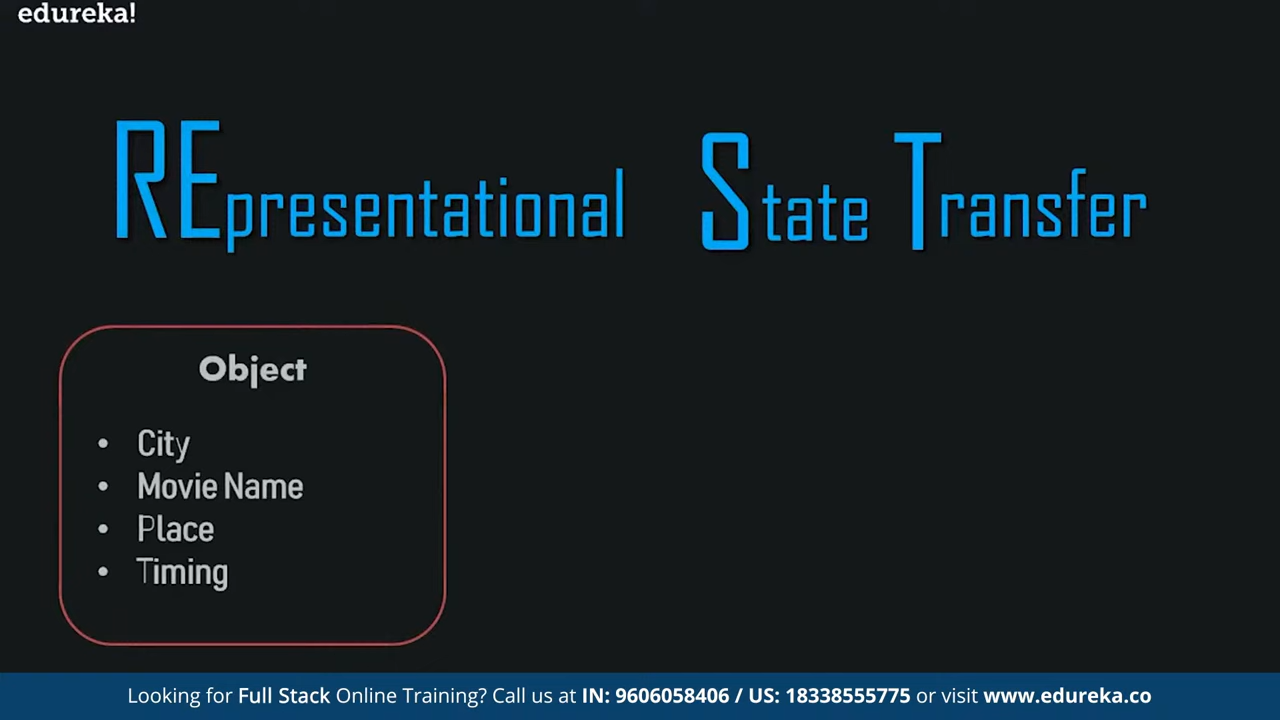 edureka!
REpresentational State Transfer
Object
• City
• Movie Name
• Place
• Timing
Looking for Full Stack Online Training? Call us at IN: 9606058406 / US: 18338555775 or visit www.edureka.co